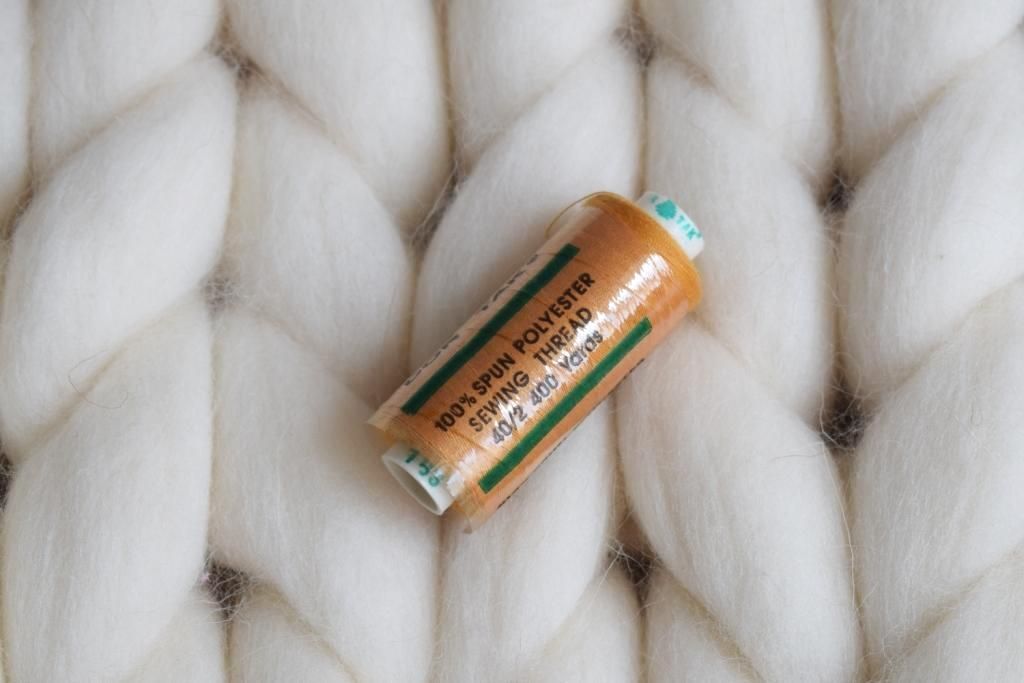 100% SPUN POLYESTER
SEWING THREAD
40/2 400 Yards